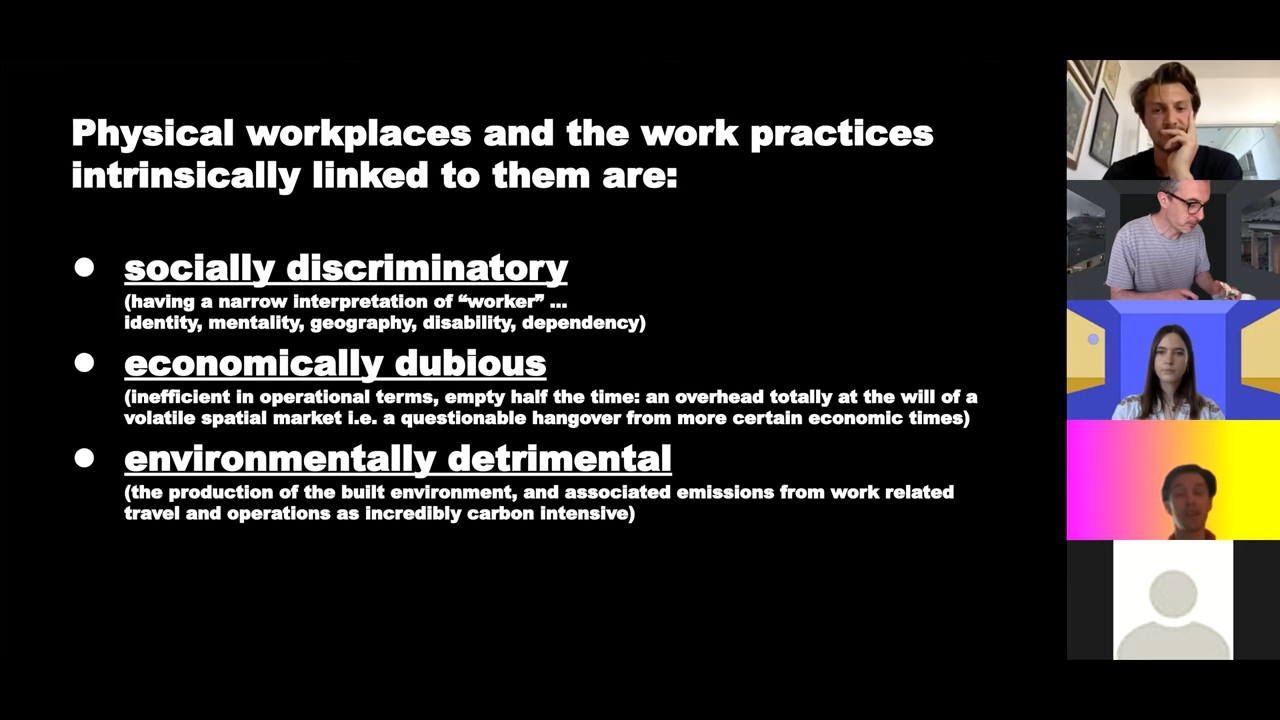 Physical workplaces and the work practices
intrinsically linked to them are:
● socially discriminatory
(having a narrow interpretation of “worker” ...
identity, mentality, geography, disability, dependency)
● economically dubious
(inefficient in operational terms, empty half the time: an overhead totally at the will of a
volatile spatial market i.e. a questionable hangover from more certain economic times)
● environmentally detrimental
(the production of the built environment, and associated emissions from work related
travel and operations as incredibly carbon intensive)